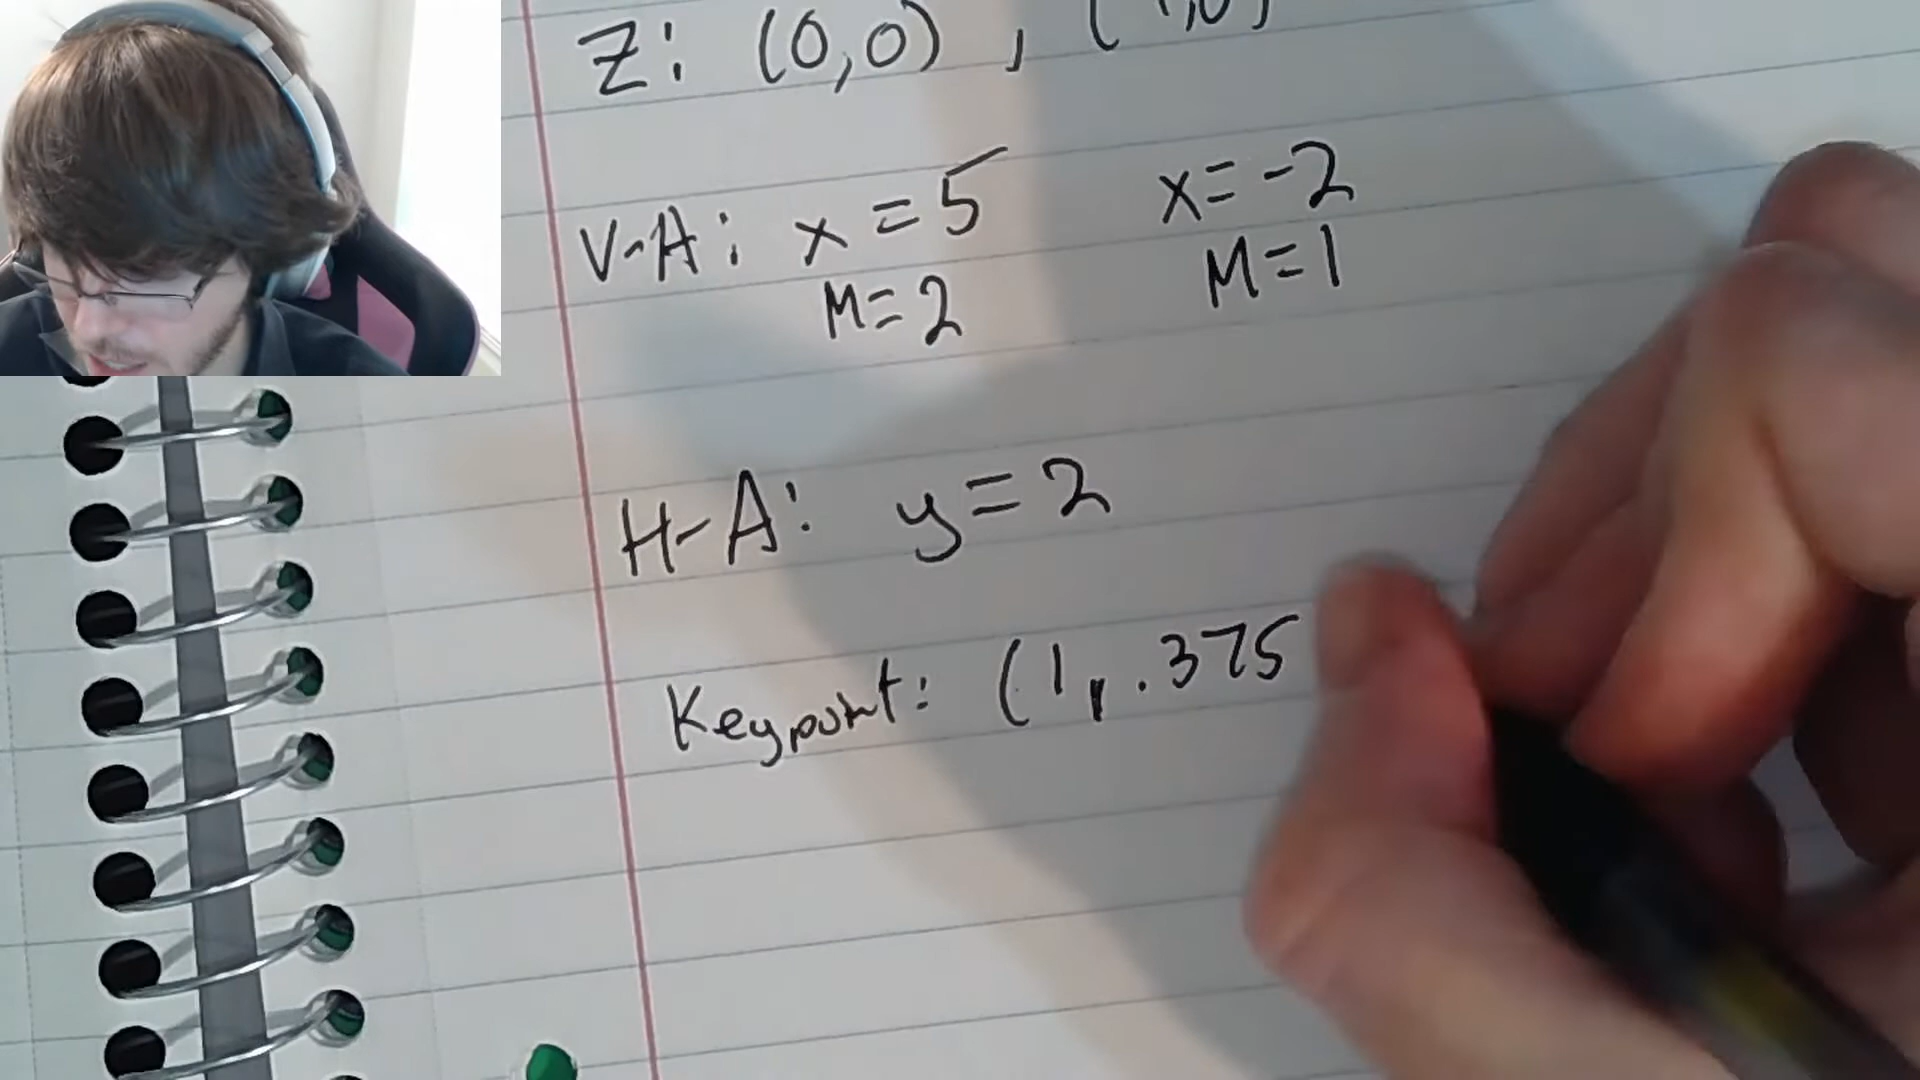 Z: (0,0) ,
V-A: x=5 x=-2
M=2 M=1
H-A: y=2
Keypoint: (1, .375